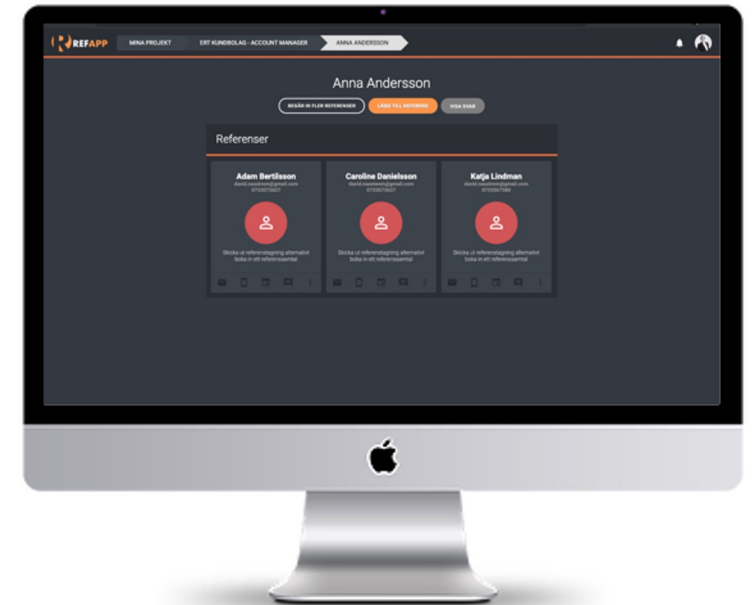 REFAPP
MINA PROJEKT
ERT KUNDBOLAG - ACCOUNT MANAGER
ANNA ANDERSSON
Anna Andersson
BEGÄR IN FLER REFERENSER
LÄGG TILL REFERENS
VISA SVAR
Referenser
Adam Bertilsson
0733573627
Skicka ut referenstagning alternativt
boka in ett referenssamtal
Caroline Danielsson
0733573627
Skicka ut referenstagning alternativt
boka in ett referenssamtal
Katja Lindman
Skicka ut referenstagning alternativt
boka in ett referenssamtal